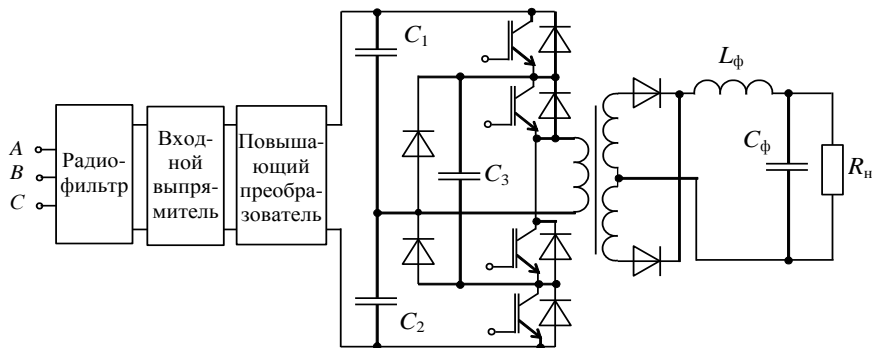 A
B
C
Радио-
фильтр
Вход-
ной
выпря-
митель
Повыша-
ющий
преобра-
зователь
C₁
C₂
C₃
Lф
Cф
Rн